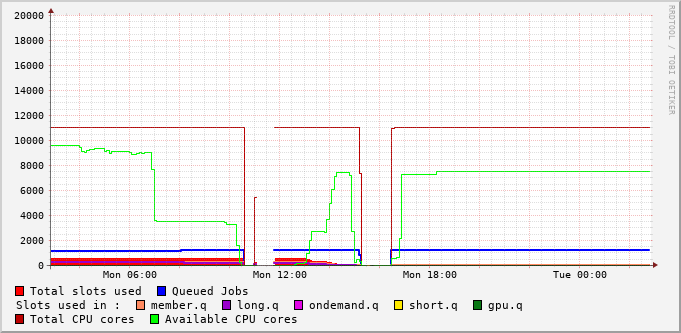 20000
18000
16000
14000
12000
10000
8000
6000
4000
2000
0
Mon 06:00 Mon 12:00 Mon 18:00 Tue 00:00
Total slots used Queued Jobs
Slots used in : member.q long.q ondemand.q short.q gpu.q
Total CPU cores Available CPU cores
RRDTOOL / TOBI OETIKER